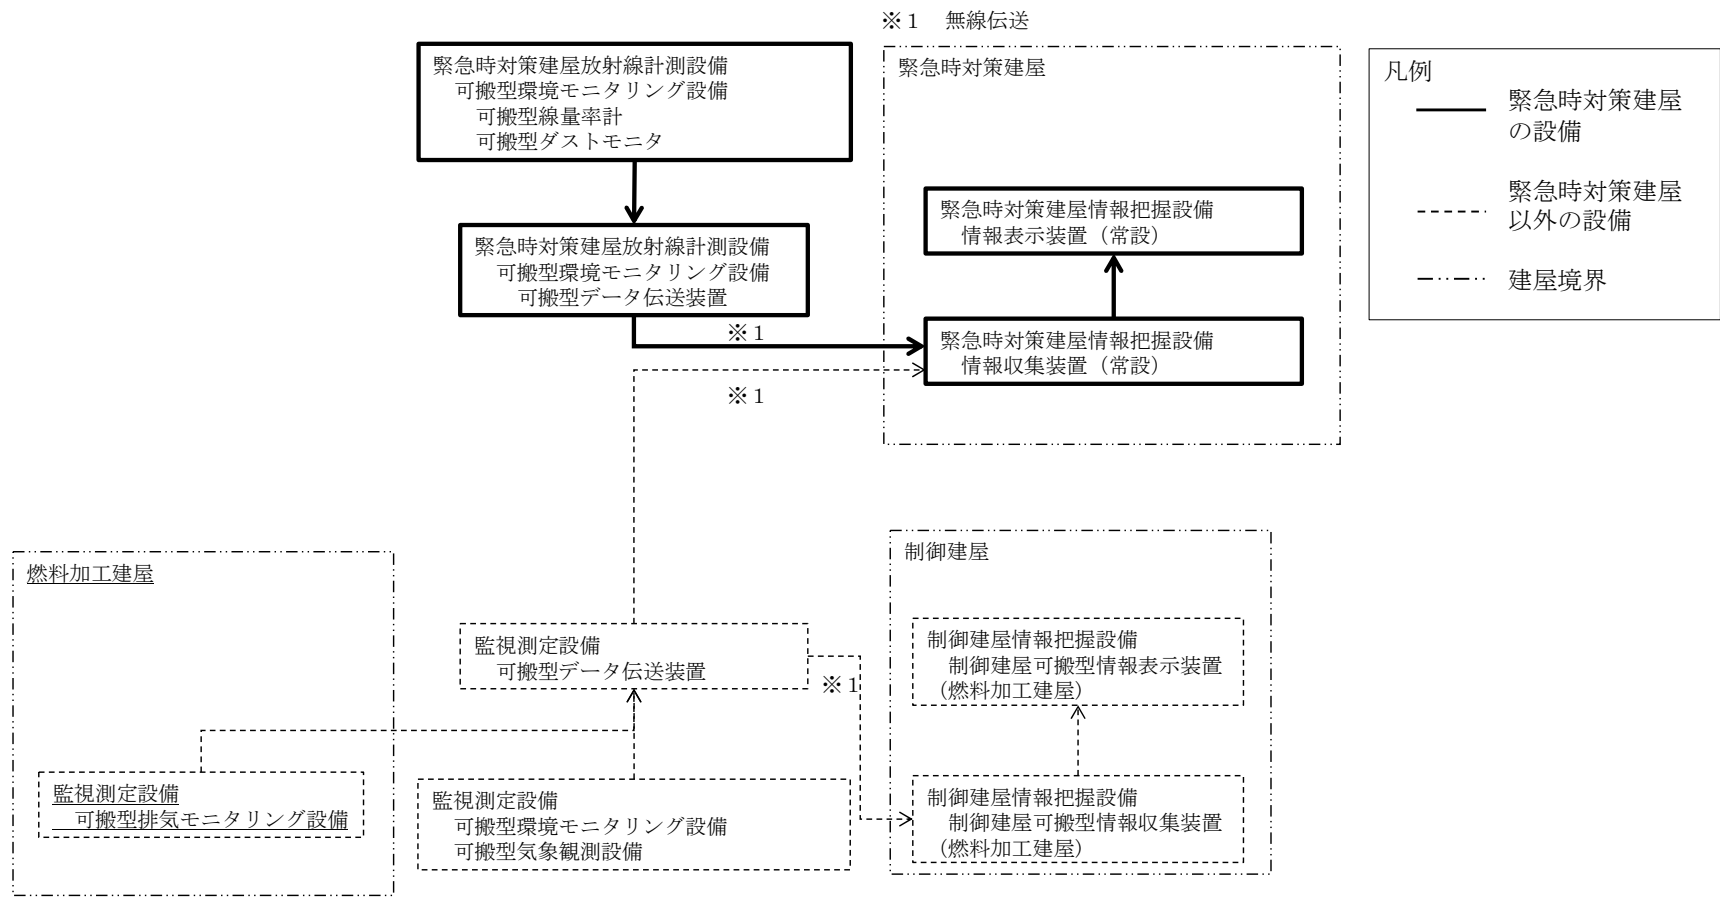 ※１　無線伝送
緊急時対策建屋放射線計測設備
可搬型環境モニタリング設備
可搬型線量率計
可搬型ダストモニタ
緊急時対策建屋放射線計測設備
可搬型環境モニタリング設備
可搬型データ伝送装置
※１
※１
緊急時対策建屋
緊急時対策建屋情報把握設備
情報表示装置（常設）
緊急時対策建屋情報把握設備
情報収集装置（常設）
凡例
緊急時対策建屋
の設備
緊急時対策建屋
以外の設備
建屋境界
燃料加工建屋
監視測定設備
可搬型排気モニタリング設備
監視測定設備
可搬型データ伝送装置
※１
監視測定設備
可搬型環境モニタリング設備
可搬型気象観測設備
制御建屋
制御建屋情報把握設備
制御建屋可搬型情報表示装置
（燃料加工建屋）
制御建屋情報把握設備
制御建屋可搬型情報収集装置
（燃料加工建屋）